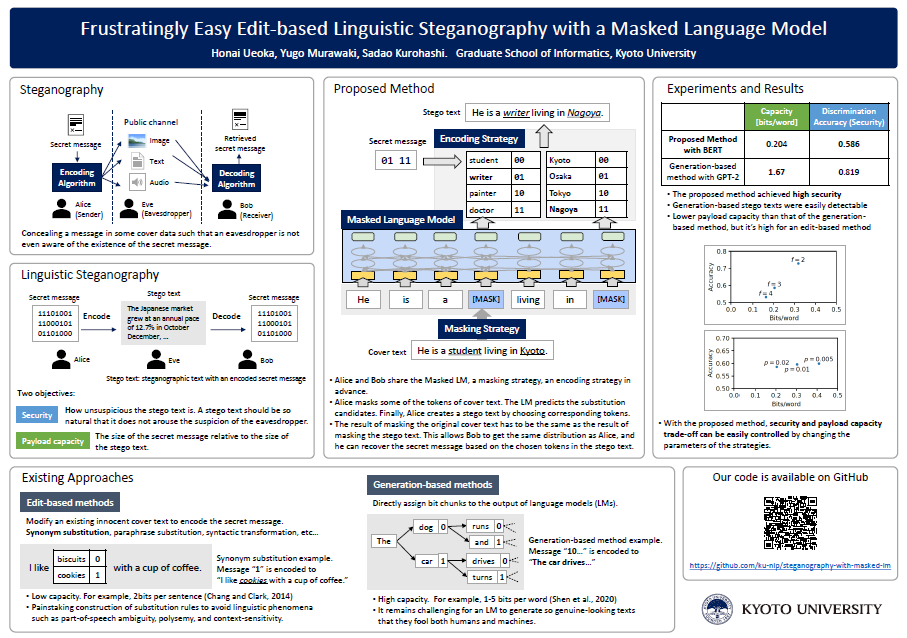 Frustratingly Easy Edit-based Linguistic Steganography with a Masked Language Model
Honai Ueoka, Yugo Murawaki, Sadao Kurohashi. Graduate School of Informatics, Kyoto University
Steganography
Public channel
Secret message
Image
Text
Audio
Retrieved
secret message
Encoding
Algorithm
Decoding
Algorithm
Alice
(Sender)
Eve
(Eavesdropper)
Bob
(Receiver)
Concealing a message in some cover data such that an eavesdropper is not
even aware of the existence of the secret message.
Linguistic Steganography
Secret message
Stego text
Secret message
11101001
11000101
01101000
Encode
The Japanese market
grew at an annual pace
of 12.7% in October
December, ...
Decode
11101001
11000101
01101000
Alice
Eve
Bob
Stego text: steganographic text with an encoded secret message
Two objectives:
Security
How unsuspicious the stego text is. A stego text should be so
natural that it does not arouse the suspicion of the eavesdropper.
Payload capacity
The size of the secret message relative to the size of
the stego text.
Proposed Method
Stego text
He is a writer living in Nagoya.
Secret message
01 11
Encoding Strategy
student 00
writer 01
painter 10
doctor 11
Kyoto 00
Osaka 01
Tokyo 10
Nagoya 11
Masked Language Model
He is a [MASK] living in [MASK]
Masking Strategy
Cover text
He is a student living in Kyoto.
• Alice and Bob share the Masked LM, a masking strategy, an encoding strategy in
advance.
• Alice masks some of the tokens of cover text. The LM predicts the substitution
candidates. Finally, Alice creates a stego text by choosing corresponding tokens.
• The result of masking the original cover text has to be the same as the result of
masking the stego text. This allows Bob to get the same distribution as Alice, and
he can recover the secret message based on the chosen tokens in the stego text.
Experiments and Results
Capacity
[bits/word]
Discrimination
Accuracy (Security)
Proposed Method
with BERT
0.204 0.586
Generation-based
method with GPT-2
1.67 0.819
• The proposed method achieved high security
• Generation-based stego texts were easily detectable
• Lower payload capacity than that of the generation-
based method, but it's high for an edit-based method
Accuracy
0.8
0.7
0.6
0.5
f=2
f=3
f=4
0.0 0.1 0.2 0.3 0.4 0.5
Bits/word
Accuracy
0.70
0.65
0.60
0.55
0.50
p=0.02
p=0.01
p=0.005
0.0 0.1 0.2 0.3 0.4 0.5
Bits/word
• With the proposed method, security and payload capacity
trade-off can be easily controlled by changing the
parameters of the strategies.
Existing Approaches
Edit-based methods
Modify an existing innocent cover text to encode the secret message.
Synonym substitution, paraphrase substitution, syntactic transformation, etc...
I like
biscuits 0
cookies 1
with a cup of coffee.
Synonym substitution example.
Message "1" is encoded to
"I like cookies with a cup of coffee."
• Low capacity. For example, 2bits per sentence (Chang and Clark, 2014)
• Painstaking construction of substitution rules to avoid linguistic phenomena
such as part-of-speech ambiguity, polysemy, and context-sensitivity.
Generation-based methods
Directly assign bit chunks to the output of language models (LMs).
The
dog 0
car 1
runs 0
and 1
drives 0
turns 1
Generation-based method example.
Message "10..." is encoded to
"The car drives..."
• High capacity. For example, 1-5 bits per word (Shen et al., 2020)
• It remains challenging for an LM to generate so genuine-looking texts
that they fool both humans and machines.
Our code is available on GitHub
https://github.com/ku-nlp/steganography-with-masked-lm
KYOTO UNIVERSITY